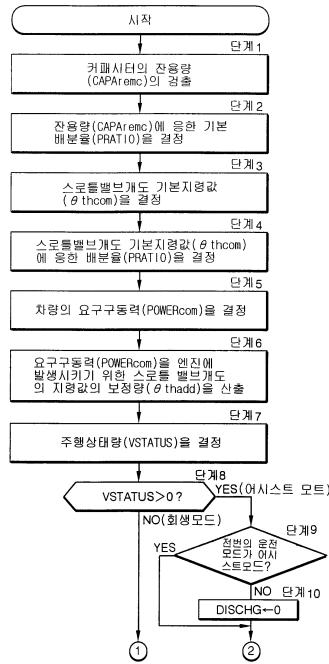 시작
단계1
커패시터의 잔용량
(CAPAremc)의 검출
단계2
잔용량(CAPAremc)에 응한 기본
배분율(PRATIO)을 결정
단계3
스로틀밸브개도 기본지령값
(θthcom)을 결정
단계4
스로틀밸브개도 기본지령값(θthcom)
에 응한 배분율(PRATIO)을 결정
단계5
차량의 요구구동력(POWERcom)을 결정
단계6
요구구동력(POWERcom)을 엔진에
발생시키기 위한 스로틀 밸브개도
의 지령값의 보정량(θthadd)을 산출
단계7
주행상태량(VSTATUS)을 결정
단계8
VSTATUS>0?
YES(어시스트 모트)
NO(회생모드)
단계9
전번의 운전
모드가 어시
스트모드?
YES
NO
단계10
DISCHG←0
1
2